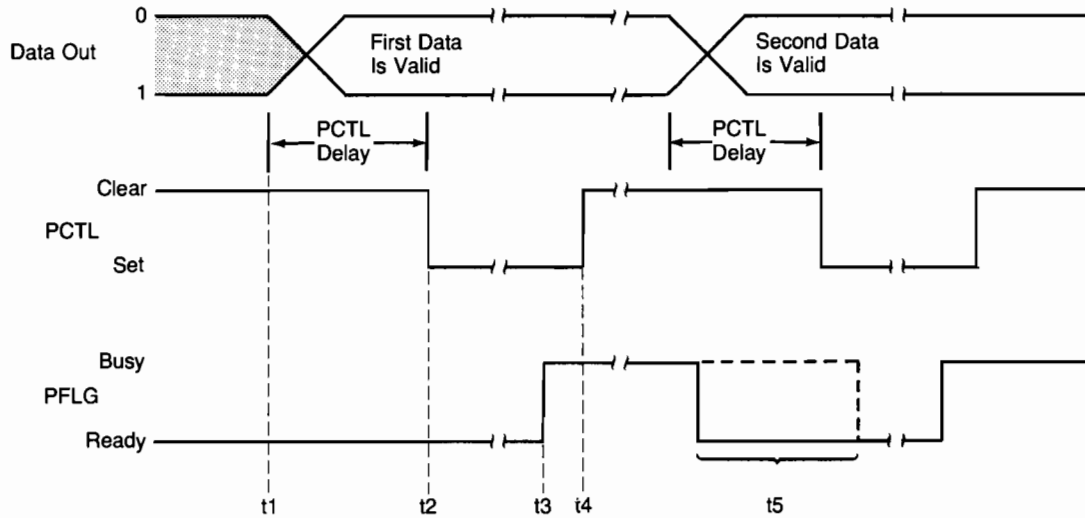 0
Data Out
1
First Data
Is Valid
Second Data
Is Valid
PCTL
Delay
PCTL
Delay
Clear
PCTL
Set
Busy
PFLG
Ready
t1
t2
t3
t4
t5